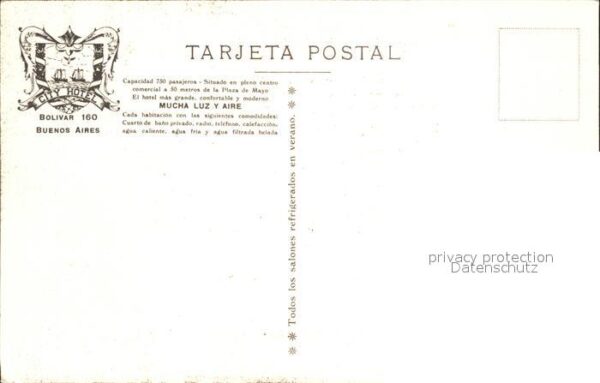 TARJETA POSTAL
CITY HOTEL
BOLIVAR 160
BUENOS AIRES
Capacidad 750 pasajeros - Situado en pleno centro
comercial a 50 metros de la Plaza de Mayo
El hotel más grande, confortable y moderno
MUCHA LUZ Y AIRE
Cada habitación con las siguientes comodidades:
Cuarto de baño privado, radio, teléfono, calefacción,
agua caliente, agua fría y agua filtrada helada
Todos los salones refrigerados en verano.
privacy protection
Datenschutz